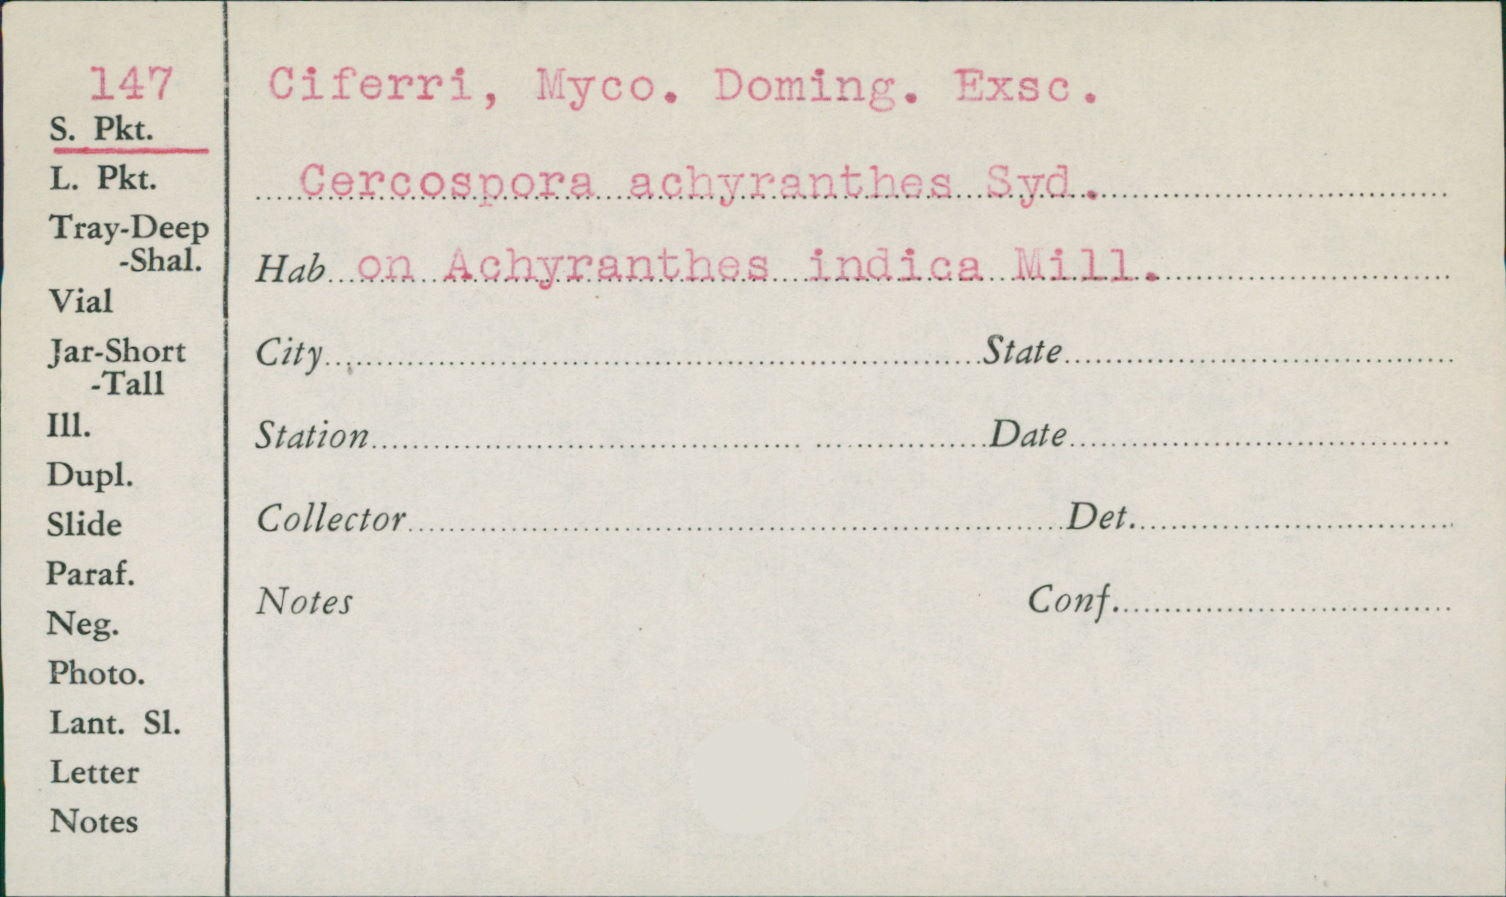 147
S. Pkt.
L. Pkt.
Tray-Deep
-Shal.
Vial
Jar-Short
-Tall
Ill.
Dupl.
Slide
Paraf.
Neg.
Photo.
Lant. Sl.
Letter
Notes
Ciferri, Myco. Doming. Exsc.
Cercospora achyranthes Syd.
Hab on Achyranthes indica Mill.
City State
Station Date
Collector Det.
Notes Conf.